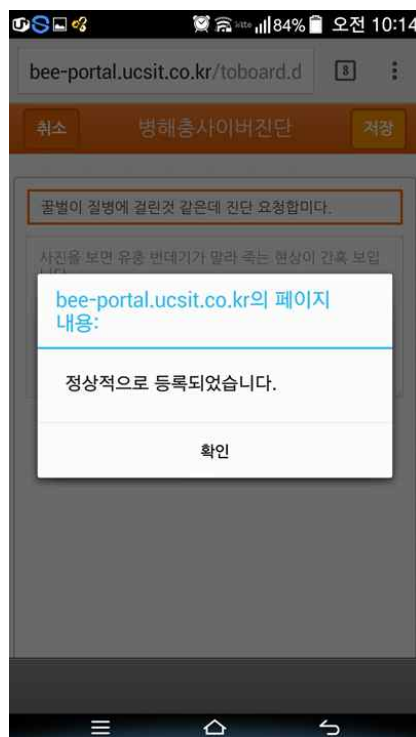 84% 오전 10:14
bee-portal.ucsit.co.kr/toboard.d 8
취소 병해충사이버진단 저장
꿀벌이 질병에 걸린것 같은데 진단 요청합미다.
사진을 보면 유충 번데기가 말라 죽는 현상이 간혹 보입
니다
bee-portal.ucsit.co.kr의 페이지
내용:
정상적으로 등록되었습니다.
확인